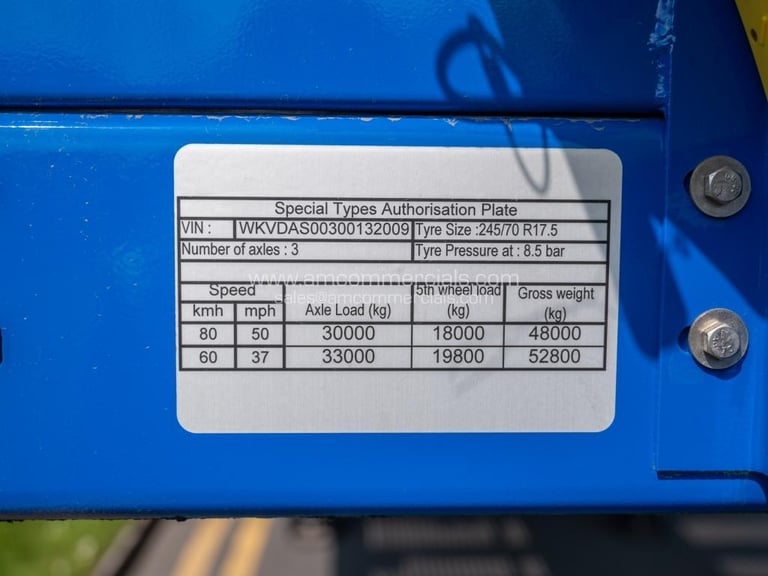 Special Types Authorisation Plate
VIN : WKVDAS00300132009 Tyre Size :245/70 R17.5
Number of axles : 3 Tyre Pressure at : 8.5 bar
www.amcommercials.com
sales@amcommercials.com
Speed 5th wheel load Gross weight
kmh mph Axle Load (kg) (kg) (kg)
80 50 30000 18000 48000
60 37 33000 19800 52800